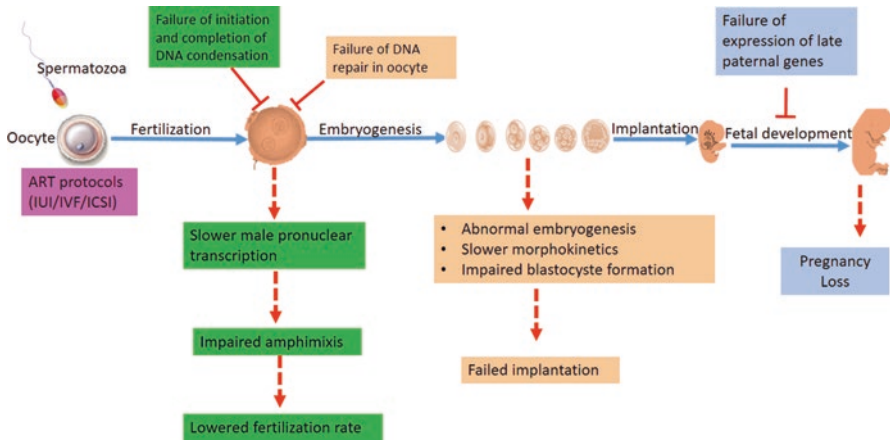 Failure of initiation
and completion of
DNA condensation
Failure of DNA
repair in oocyte
Failure of
expression of late
paternal genes
Spermatozoa
Oocyte
Fertilization
Embryogenesis
Implantation
Fetal development
ART protocols
(IUI/IVF/ICSI)
Slower male pronuclear
transcription
• Abnormal embryogenesis
• Slower morphokinetics
• Impaired blastocyste formation
Pregnancy
Loss
Impaired amphimixis
Failed implantation
Lowered fertilization rate